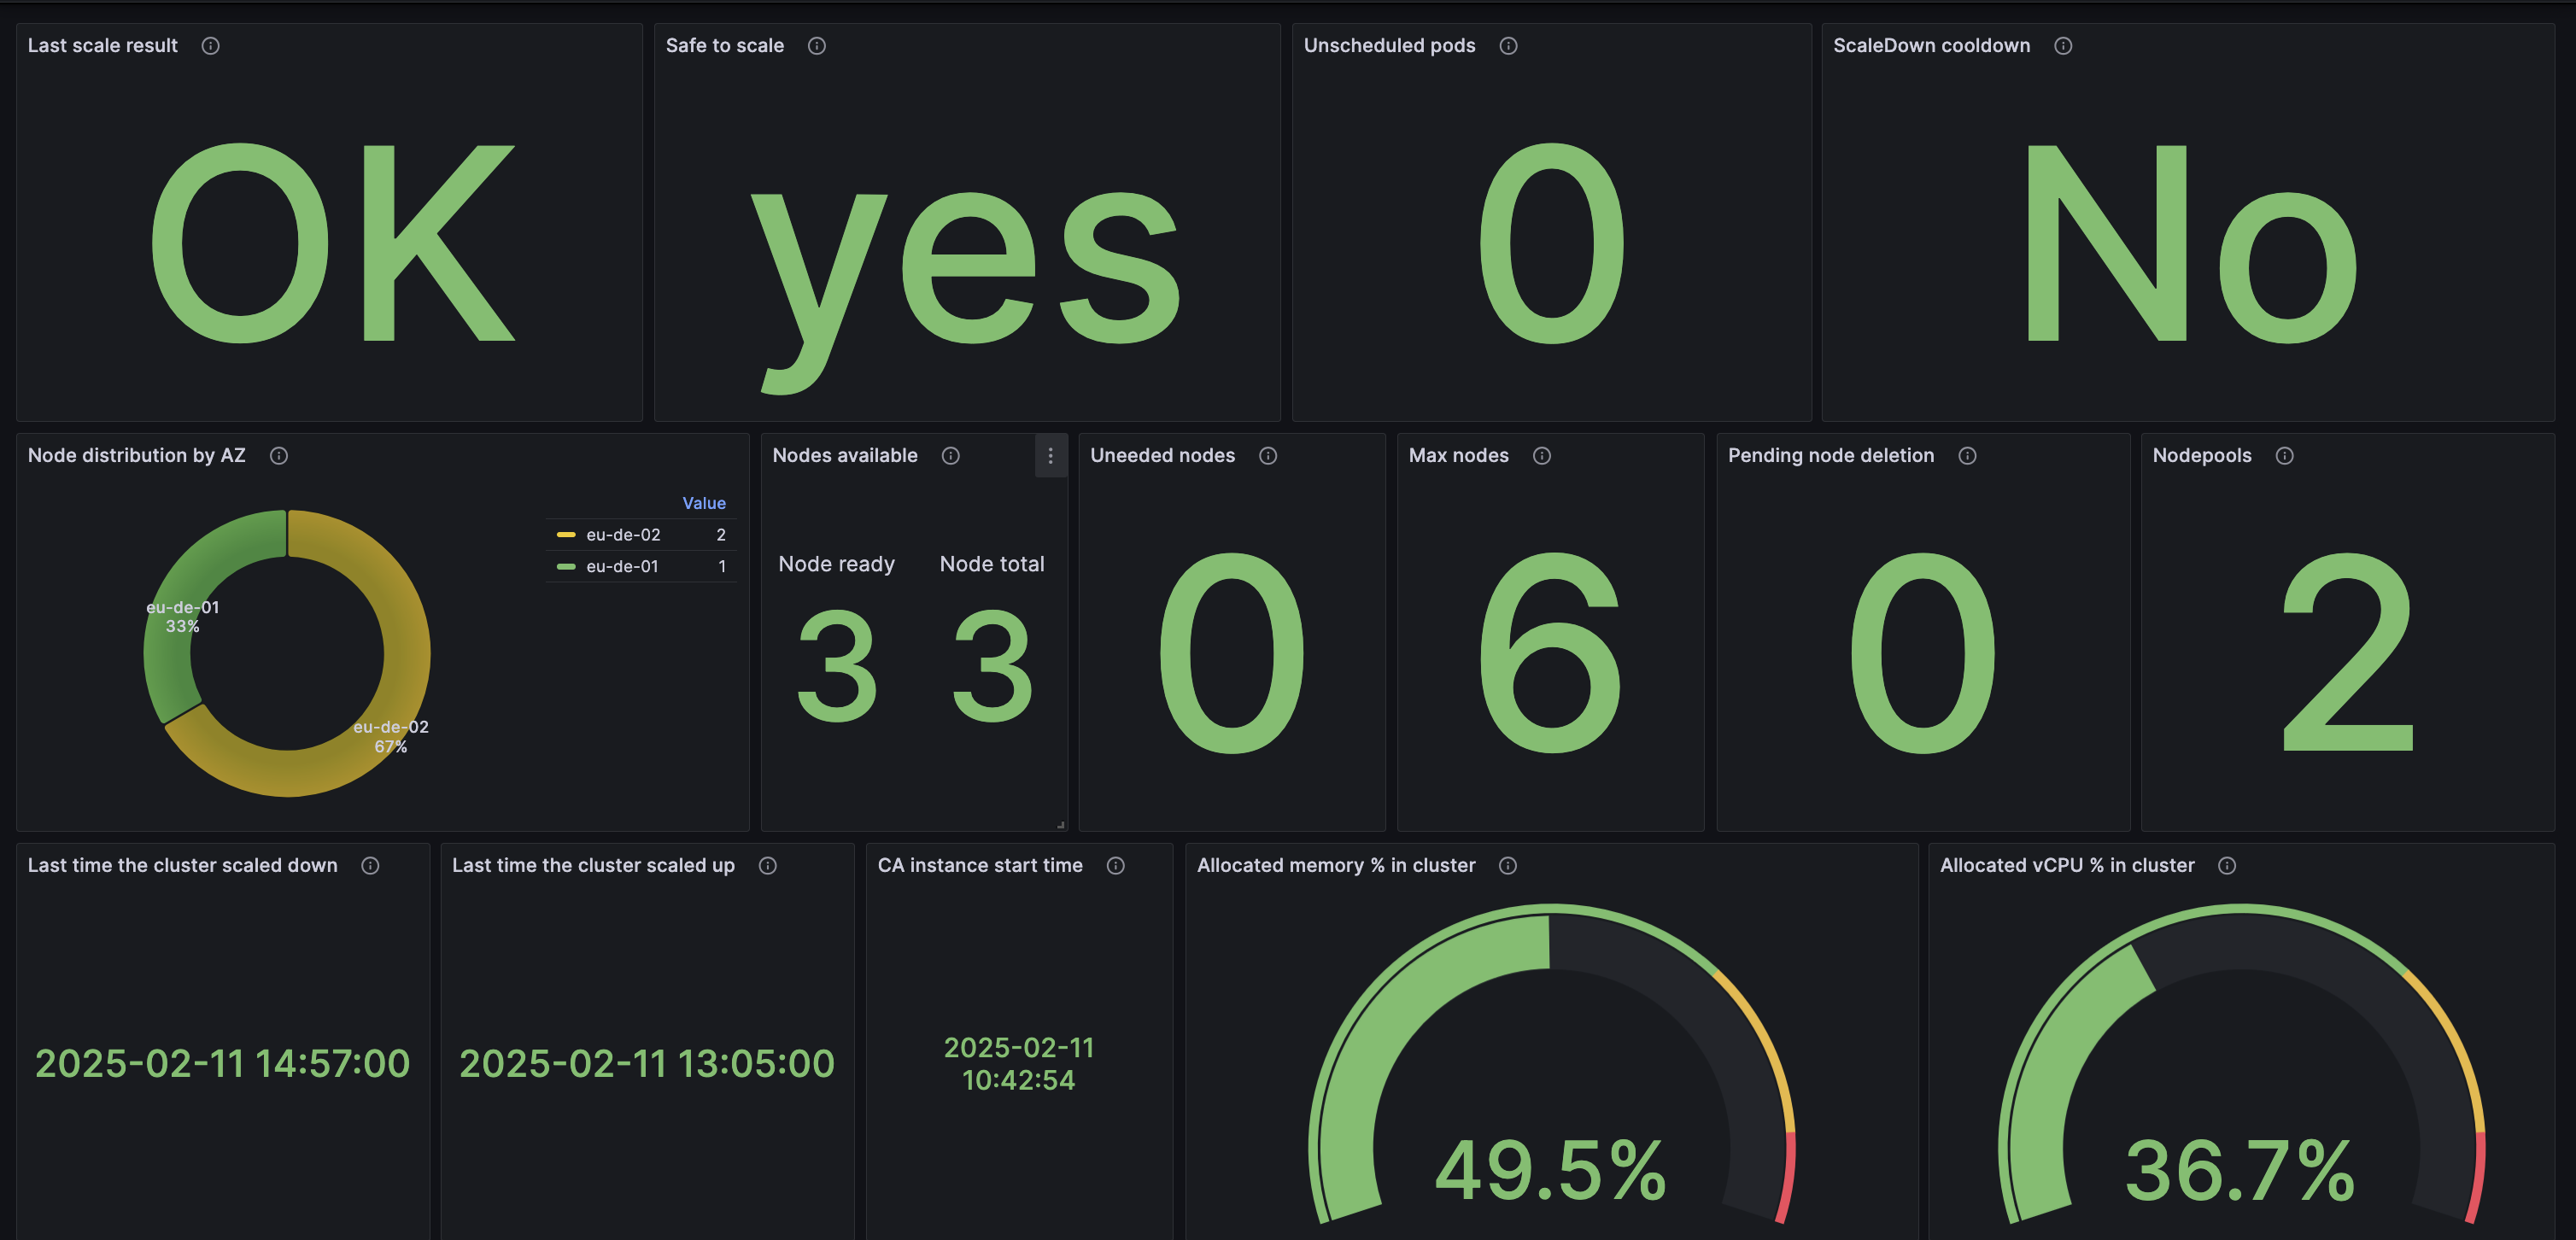 Last scale result
OK
Safe to scale
yes
Unscheduled pods
0
ScaleDown cooldown
No
Node distribution by AZ
Value
eu-de-02 2
eu-de-01 1
eu-de-01
33%
eu-de-02
67%
Nodes available
Node ready Node total
3 3
Uneeded nodes
0
Max nodes
6
Pending node deletion
0
Nodepools
2
Last time the cluster scaled down
2025-02-11 14:57:00
Last time the cluster scaled up
2025-02-11 13:05:00
CA instance start time
2025-02-11
10:42:54
Allocated memory % in cluster
49.5%
Allocated vCPU % in cluster
36.7%